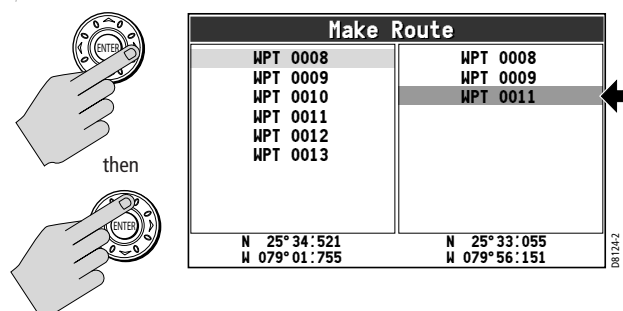 Make Route
WPT 0008
WPT 0009
WPT 0010
WPT 0011
WPT 0012
WPT 0013
WPT 0008
WPT 0009
WPT 0011
N 25°34.521
W 079°01.755
N 25°33.055
W 079°56.151
ENTER
then
ENTER
D8124-2